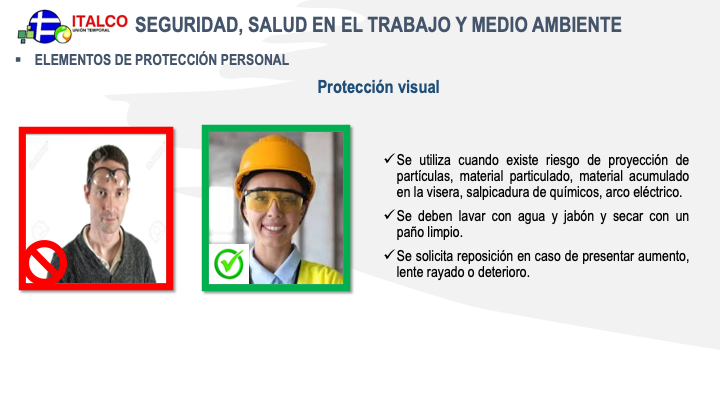 ITALCO
UNIÓN TEMPORAL
SEGURIDAD, SALUD EN EL TRABAJO Y MEDIO AMBIENTE
▪ ELEMENTOS DE PROTECCIÓN PERSONAL
Protección visual
✓Se utiliza cuando existe riesgo de proyección de
partículas, material particulado, material acumulado
en la visera, salpicadura de químicos, arco eléctrico.
✓Se deben lavar con agua y jabón y secar con un
paño limpio.
✓Se solicita reposición en caso de presentar aumento,
lente rayado o deterioro.